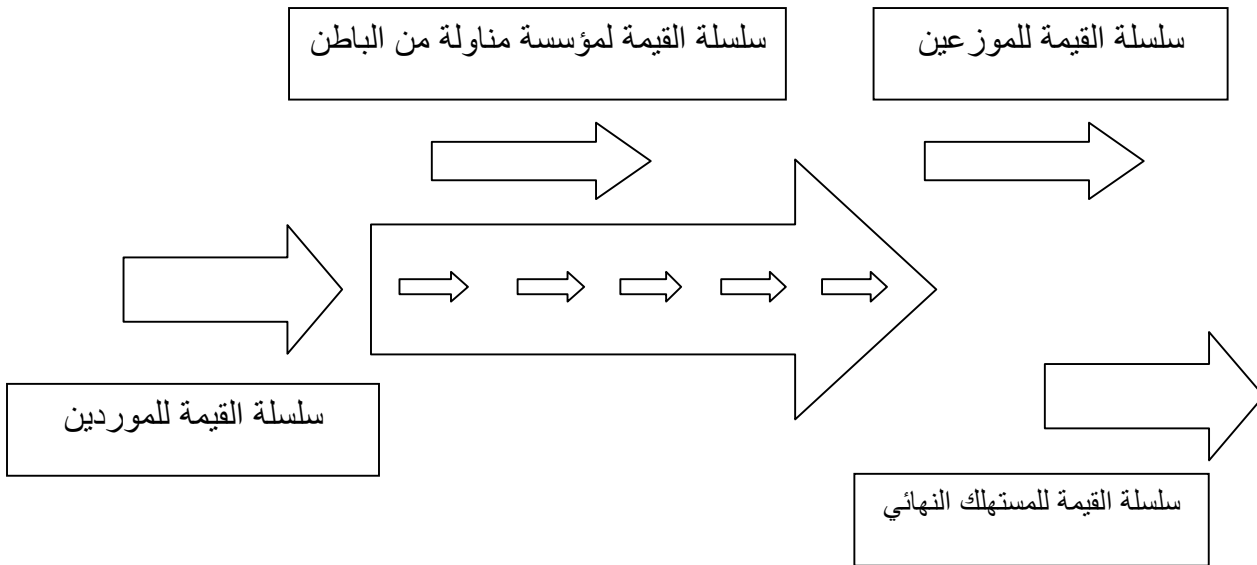 سلسلة القيمة لمؤسسة مناولة من الباطن
سلسلة القيمة للموزعين
سلسلة القيمة للموردين
سلسلة القيمة للمستهلك النهائي